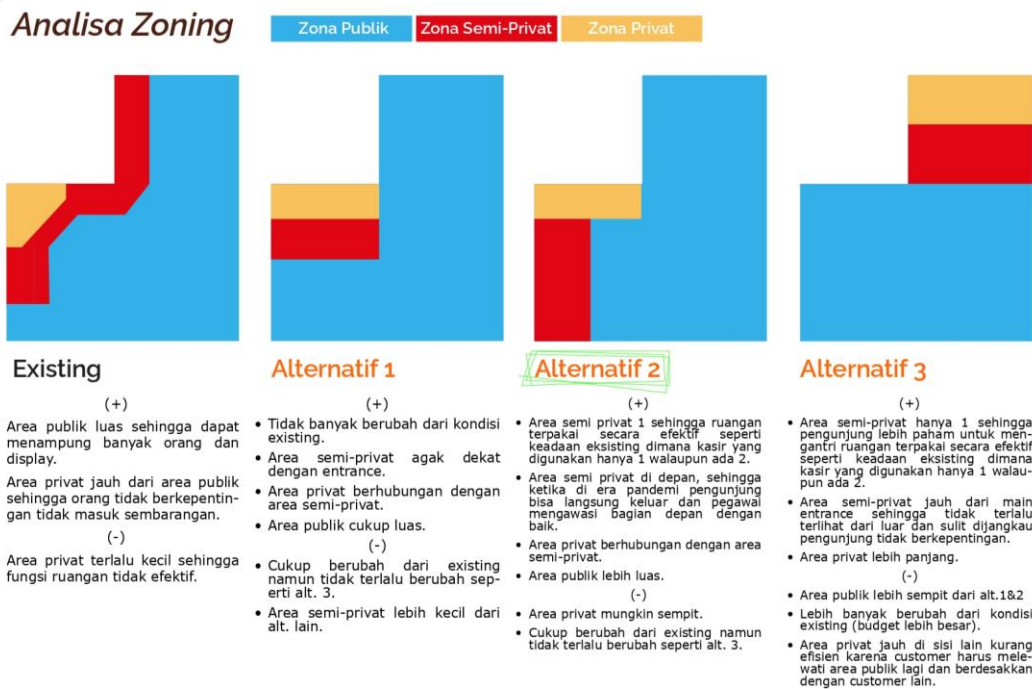 Analisa Zoning
Zona Publik
Zona Semi-Privat
Zona Privat
Existing
(+)
Area publik luas sehingga dapat
menampung banyak orang dan
display.
Area privat jauh dari area publik
sehingga orang tidak berkepentin-
gan tidak masuk sembarangan.
(-)
Area privat terlalu kecil sehingga
fungsi ruangan tidak efektif.
Alternatif 1
(+)
• Tidak banyak berubah dari kondisi
existing.
• Area semi-privat agak dekat
dengan entrance.
• Area privat berhubungan dengan
area semi-privat.
• Area publik cukup luas.
(-)
• Cukup berubah dari existing
namun tidak terlalu berubah sep-
erti alt. 3.
• Area semi-privat lebih kecil dari
alt. lain.
Alternatif 2
(+)
• Area semi privat 1 sehingga ruangan
terpakai secara efektif seperti
keadaan eksisting dimana kasir yang
digunakan hanya 1 walaupun ada 2.
• Area semi privat di depan, sehingga
ketika di era pandemi pengunjung
bisa langsung keluar dan pegawai
mengawasi bagian depan dengan
baik.
• Area privat berhubungan dengan area
semi-privat.
• Area publik lebih luas.
(-)
• Area privat mungkin sempit.
• Cukup berubah dari existing namun
tidak terlalu berubah seperti alt. 3.
Alternatif 3
(+)
• Area semi-privat hanya 1 sehingga
pengunjung lebih paham untuk men-
gantri ruangan terpakai secara efektif
seperti keadaan eksisting dimana
kasir yang digunakan hanya 1 walau-
pun ada 2.
• Area semi-privat jauh dari main
entrance sehingga tidak terlalu
terlihat dari luar dan sulit dijangkau
pengunjung tidak berkepentingan.
• Area privat lebih panjang.
(-)
• Area publik lebih sempit dari alt.1&2
• Lebih banyak berubah dari kondisi
existing (budget lebih besar).
• Area privat jauh di sisi lain kurang
efisien karena customer harus mele-
wati area publik lagi dan berdesakkan
dengan customer lain.